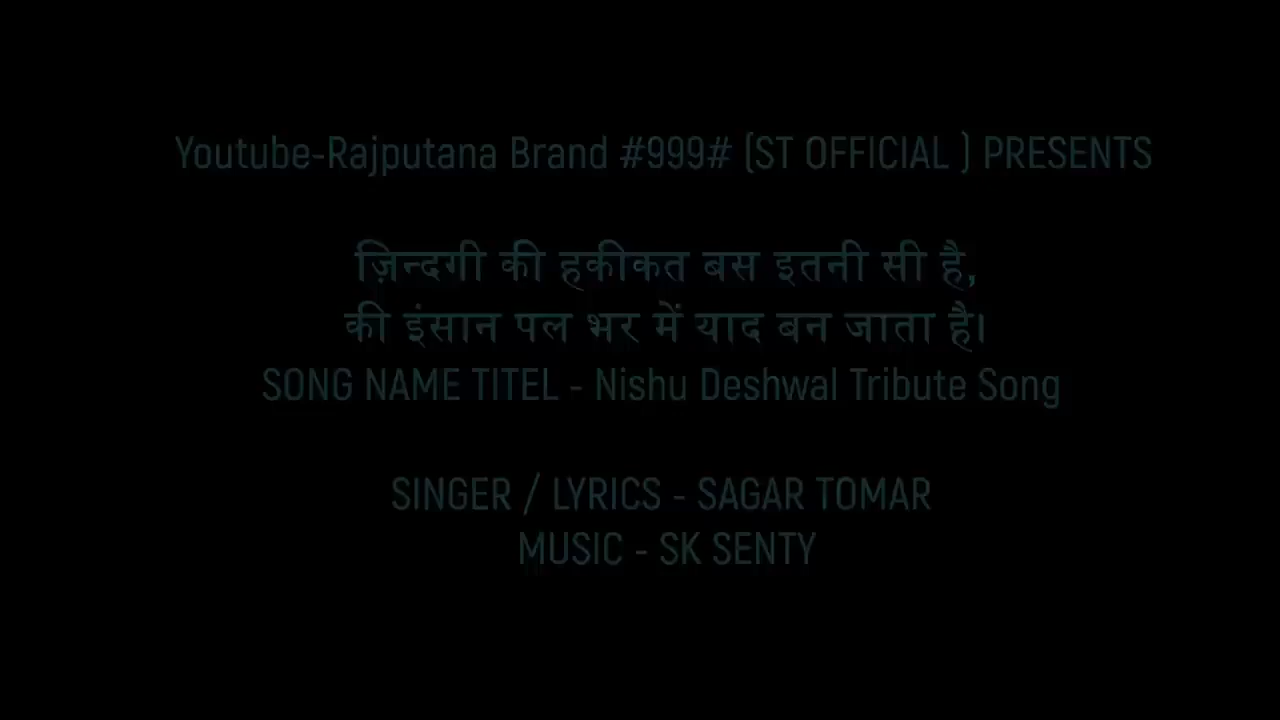 Youtube-Rajputana Brand #999# (ST OFFICIAL ) PRESENTS
ज़िन्दगी की हकीकत बस इतनी सी है,
की इंसान पल भर में याद बन जाता है।
SONG NAME TITEL - Nishu Deshwal Tribute Song
SINGER / LYRICS - SAGAR TOMAR
MUSIC - SK SENTY